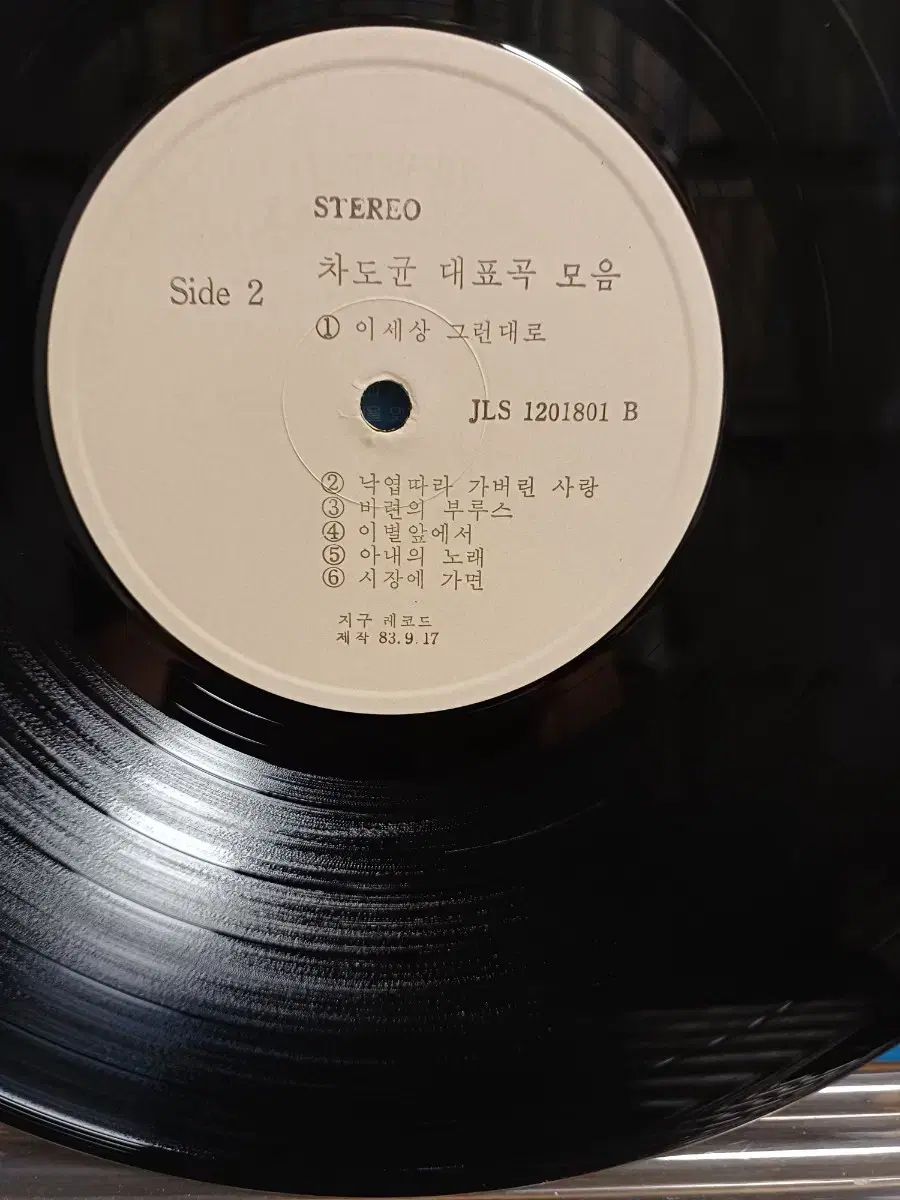 STEREO
차도균 대표곡 모음
Side 2
① 이세상 그런대로
JLS 1201801 B
② 낙엽따라 가버린 사랑
③ 비련의 부루스
④ 이별앞에서
⑤ 아내의 노래
⑥ 시장에 가면
지구 레코드
제작 83.9.17